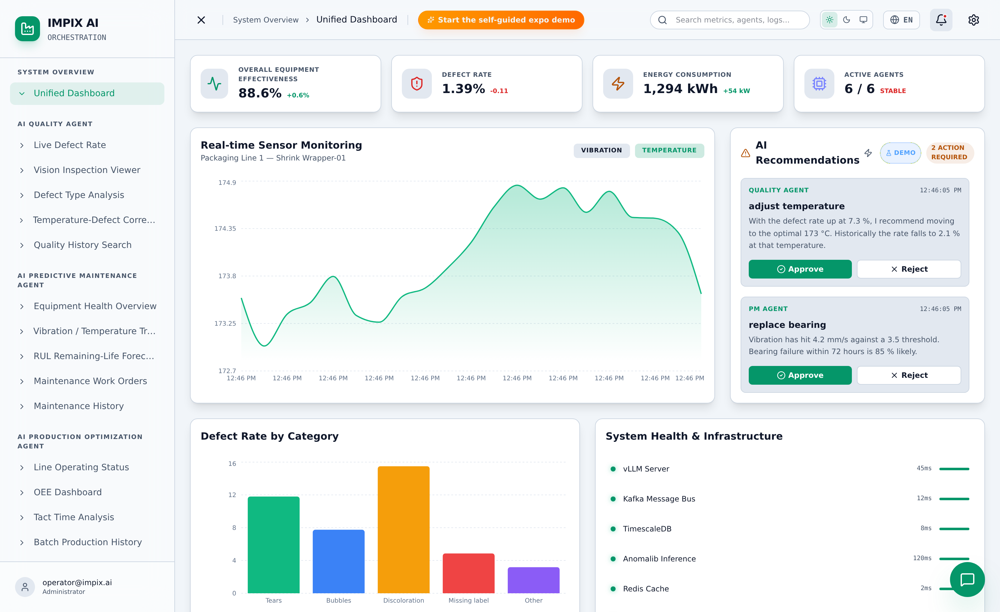 IMPIX AI
ORCHESTRATION
SYSTEM OVERVIEW
Unified Dashboard
AI QUALITY AGENT
Live Defect Rate
Vision Inspection Viewer
Defect Type Analysis
Temperature-Defect Corre...
Quality History Search
AI PREDICTIVE MAINTENANCE
AGENT
Equipment Health Overview
Vibration / Temperature Tr...
RUL Remaining-Life Forec...
Maintenance Work Orders
Maintenance History
AI PRODUCTION OPTIMIZATION
AGENT
Line Operating Status
OEE Dashboard
Tact Time Analysis
Batch Production History
operator@impix.ai
Administrator
System Overview > Unified Dashboard
Start the self-guided expo demo
Search metrics, agents, logs...
EN
OVERALL EQUIPMENT
EFFECTIVENESS
88.6% +0.6%
DEFECT RATE
1.39% -0.11
ENERGY CONSUMPTION
1,294 kWh +54 kW
ACTIVE AGENTS
6 / 6 STABLE
Real-time Sensor Monitoring
Packaging Line 1 — Shrink Wrapper-01
VIBRATION TEMPERATURE
174.9
174.35
173.8
173.25
172.7
12:46 PM 12:46 PM 12:46 PM 12:46 PM 12:46 PM 12:46 PM 12:46 PM 12:46 PM 12:46 PM 12:46 PM 12:46 PM
AI
Recommendations
DEMO
2 ACTION
REQUIRED
QUALITY AGENT 12:46:05 PM
adjust temperature
With the defect rate up at 7.3 %, I recommend moving
to the optimal 173 °C. Historically the rate falls to 2.1 %
at that temperature.
Approve Reject
PM AGENT 12:46:05 PM
replace bearing
Vibration has hit 4.2 mm/s against a 3.5 threshold.
Bearing failure within 72 hours is 85 % likely.
Approve Reject
Defect Rate by Category
16
12
8
4
0
Tears Bubbles Discoloration Missing label Other
System Health & Infrastructure
vLLM Server 45ms
Kafka Message Bus 12ms
TimescaleDB 8ms
Anomalib Inference 120ms
Redis Cache 2ms